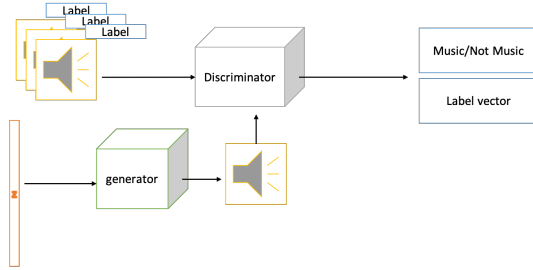 Label
Label
Label
Discriminator
Music/Not Music
Label vector
generator